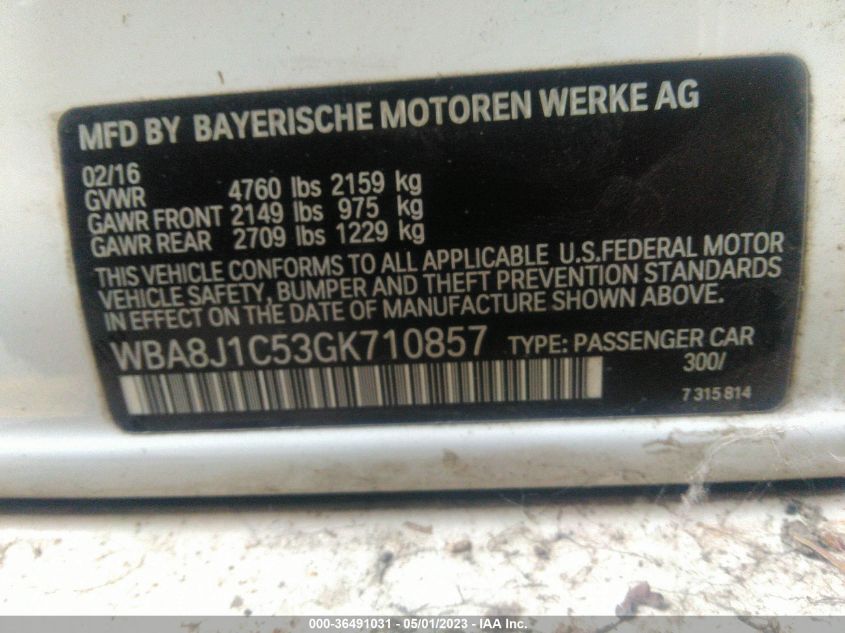 MFD BY BAYERISCHE MOTOREN WERKE AG
02/16
GVWR 4760 lbs 2159 kg
GAWR FRONT 2149 lbs 975 kg
GAWR REAR 2709 lbs 1229 kg
THIS VEHICLE CONFORMS TO ALL APPLICABLE U.S.FEDERAL MOTOR
VEHICLE SAFETY, BUMPER AND THEFT PREVENTION STANDARDS
IN EFFECT ON THE DATE OF MANUFACTURE SHOWN ABOVE.
WBA8J1C53GK710857 TYPE: PASSENGER CAR
300/
7 315 814
000-36491031 - 05/01/2023 - IAA Inc.